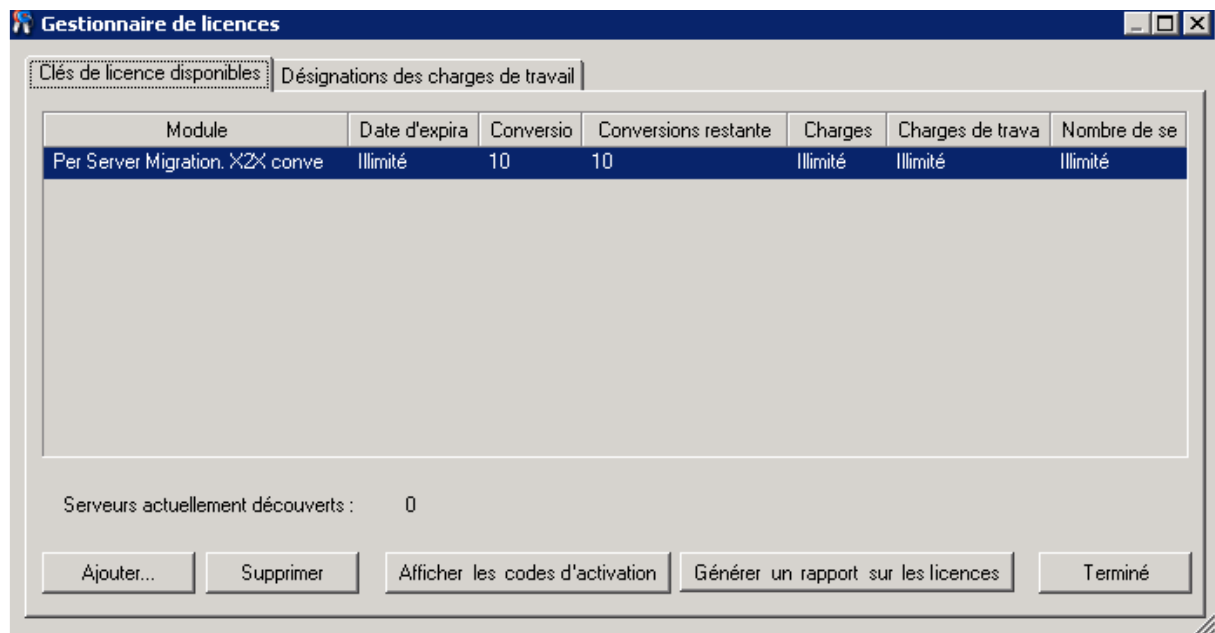 Gestionnaire de licences
Clés de licence disponibles Désignations des charges de travail
Module Date d'expira Conversio Conversions restante Charges Charges de trava Nombre de se
Per Server Migration. X2X conve Illimité 10 10 Illimité Illimité Illimité
Serveurs actuellement découverts : 0
Ajouter... Supprimer Afficher les codes d'activation Générer un rapport sur les licences Terminé